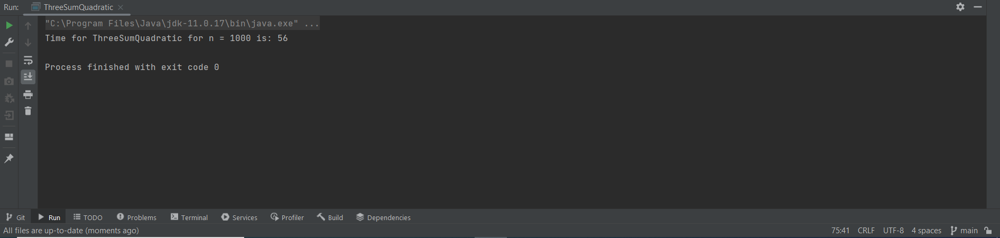 Run: ThreeSumQuadratic
"C:\Program Files\Java\jdk-11.0.17\bin\java.exe" ...
Time for ThreeSumQuadratic for n = 1000 is: 56
Process finished with exit code 0
Git Run TODO Problems Terminal Services Profiler Build Dependencies
All files are up-to-date (moments ago) 75:41 CRLF UTF-8 4 spaces main